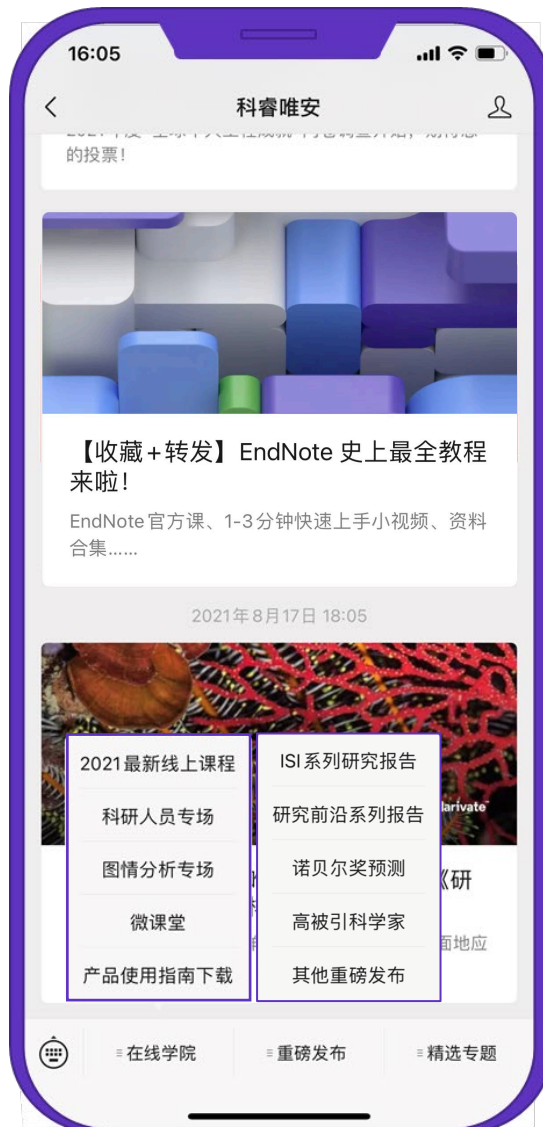 16:05
科睿唯安
的投票！
【收藏+转发】EndNote 史上最全教程
来啦！
EndNote官方课、1-3分钟快速上手小视频、资料
合集......
2021年8月17日 18:05
2021最新线上课程
科研人员专场
图情分析专场
微课堂
产品使用指南下载
ISI系列研究报告
研究前沿系列报告
诺贝尔奖预测
高被引科学家
其他重磅发布
larivate
《研
面地应
在线学院
重磅发布
精选专题